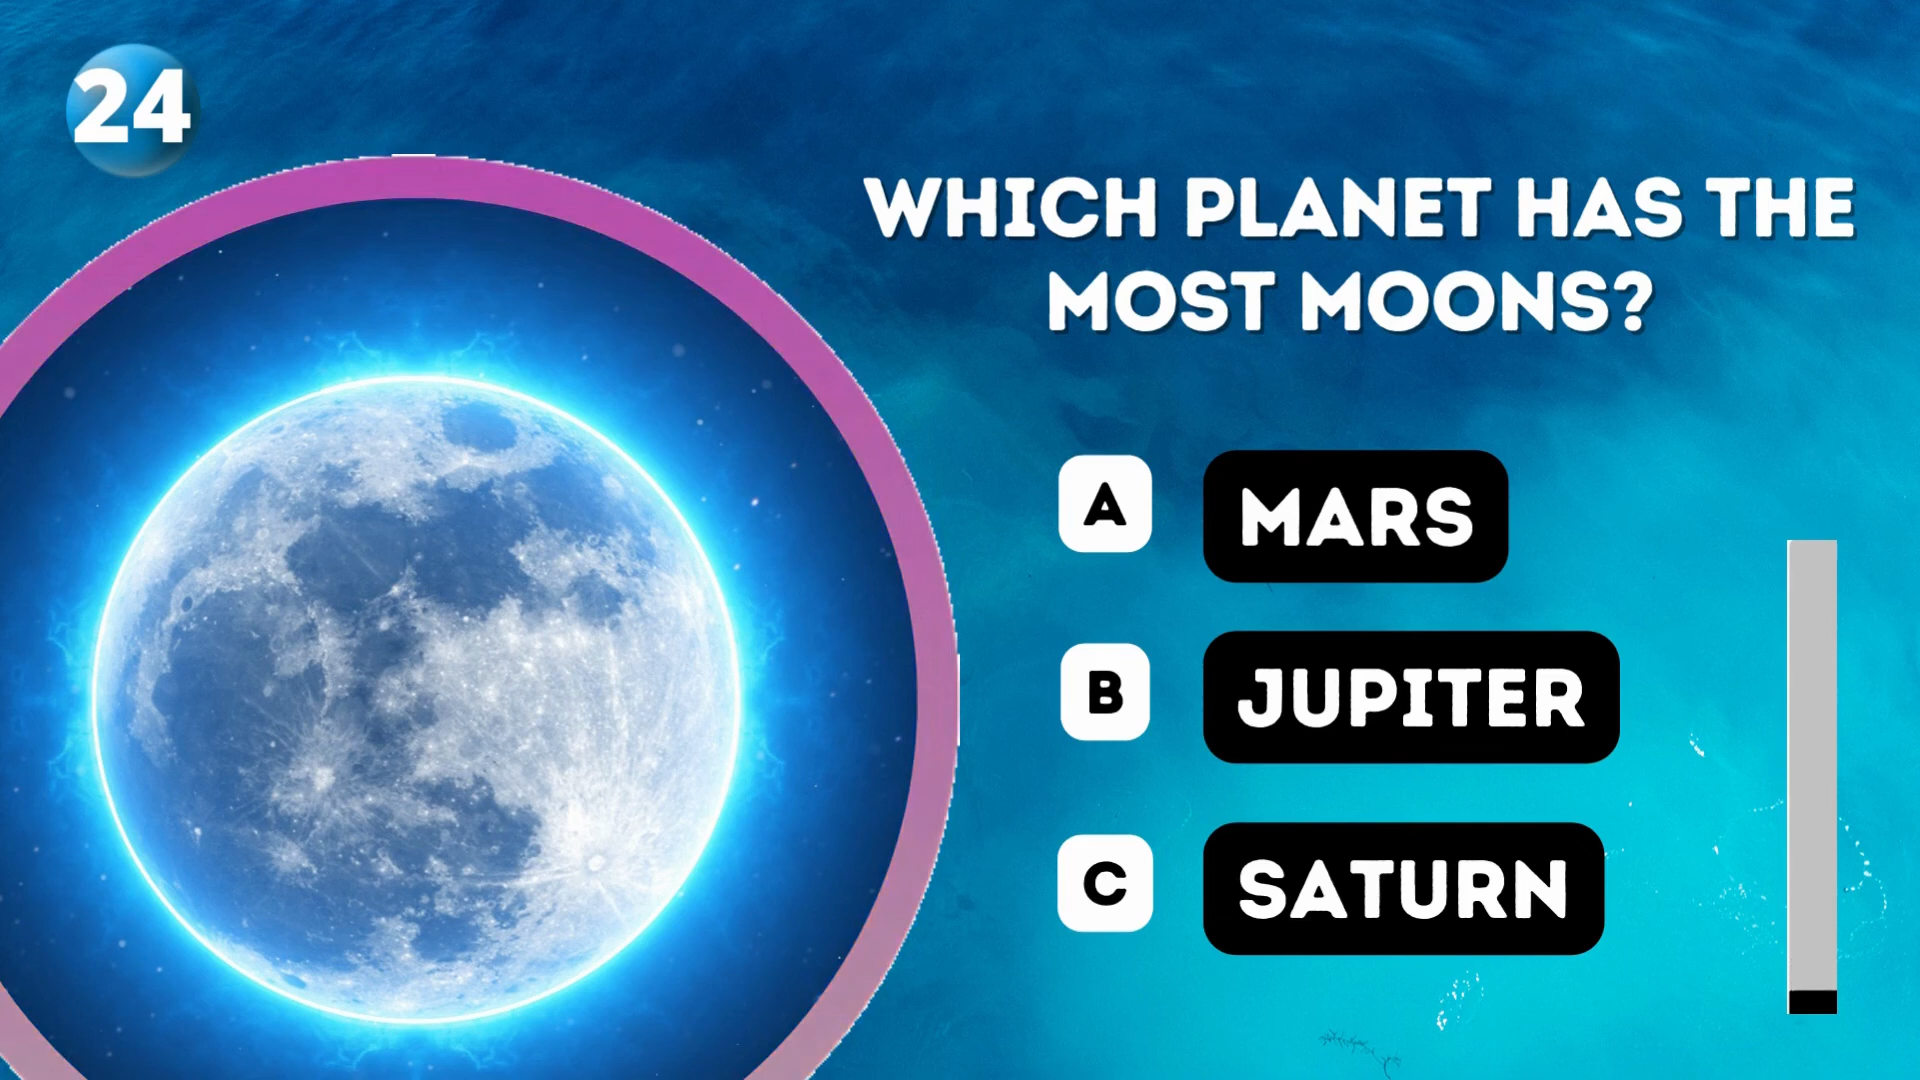 24
WHICH PLANET HAS THE
MOST MOONS?
A MARS
B JUPITER
C SATURN